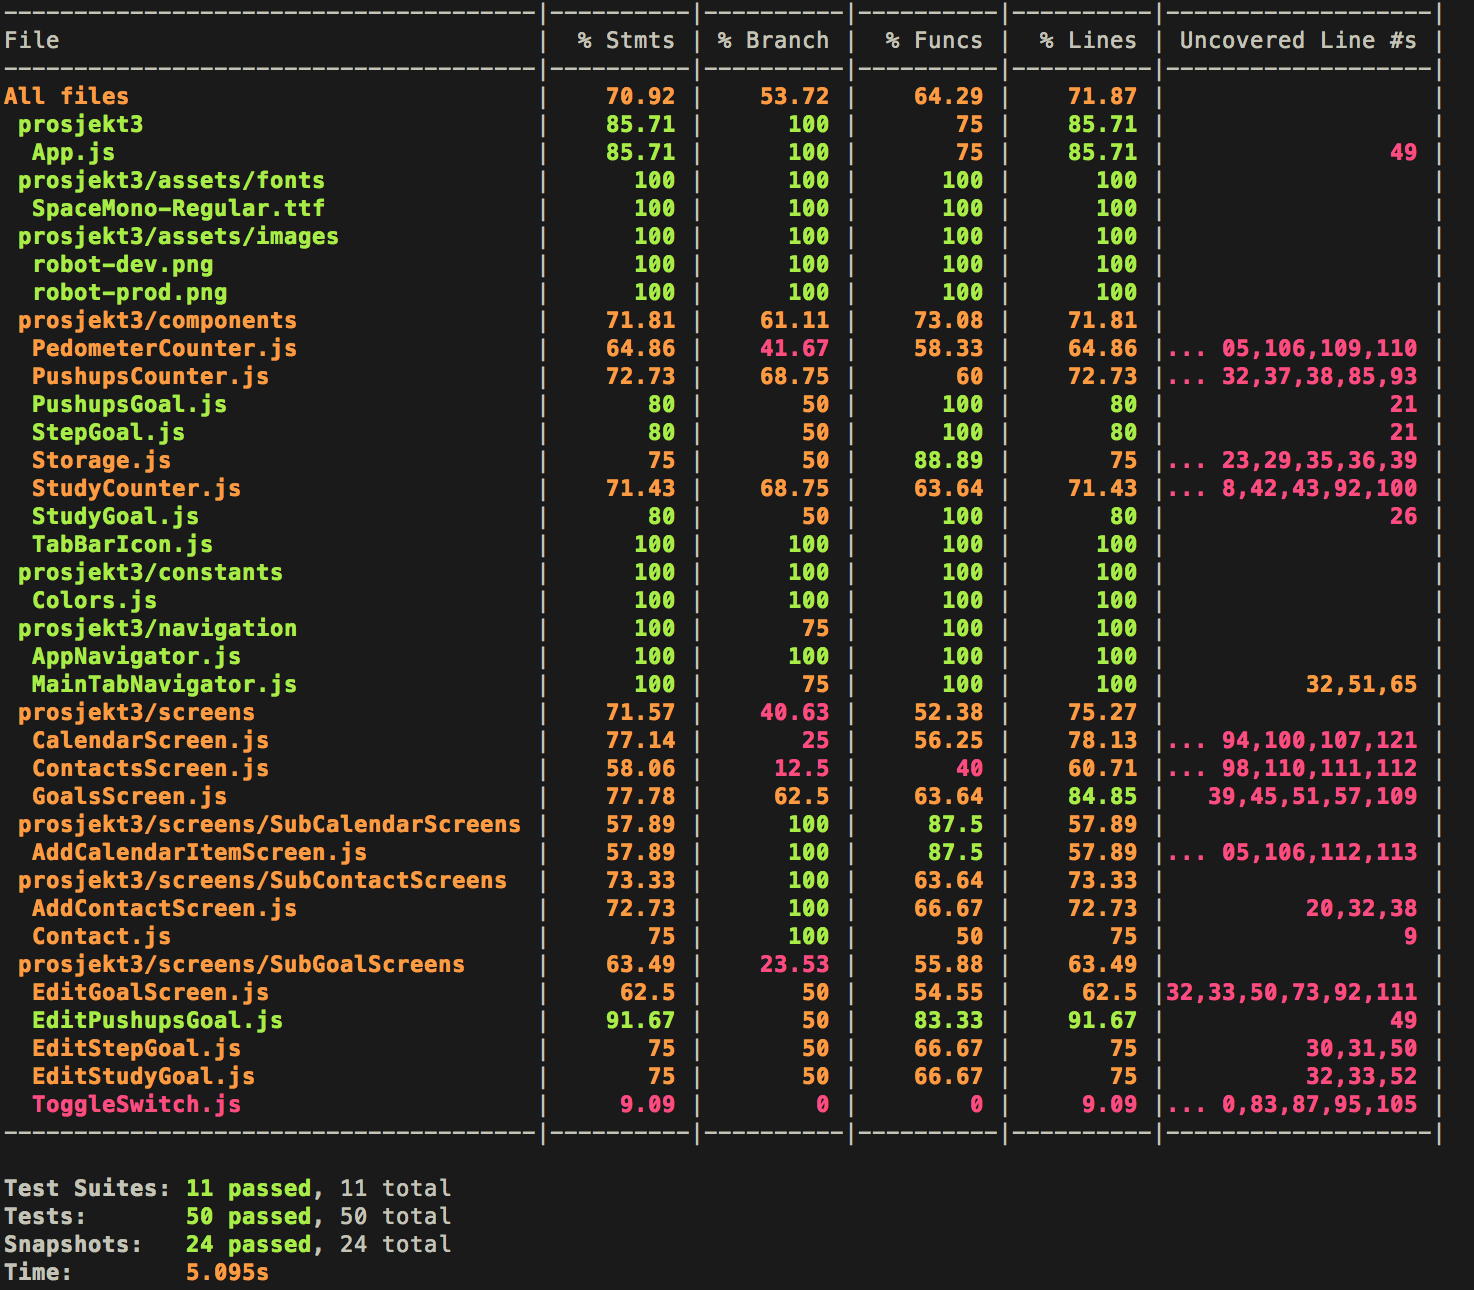 -------------------------------------|----------|----------|----------|----------|-------------------|
File                                 |  % Stmts | % Branch |  % Funcs |  % Lines | Uncovered Line #s |
-------------------------------------|----------|----------|----------|----------|-------------------|
All files                            |    70.92 |    53.72 |    64.29 |    71.87 |                   |
 prosjekt3                           |    85.71 |      100 |       75 |    85.71 |                   |
  App.js                             |    85.71 |      100 |       75 |    85.71 |                49 |
 prosjekt3/assets/fonts              |      100 |      100 |      100 |      100 |                   |
  SpaceMono-Regular.ttf              |      100 |      100 |      100 |      100 |                   |
 prosjekt3/assets/images             |      100 |      100 |      100 |      100 |                   |
  robot-dev.png                      |      100 |      100 |      100 |      100 |                   |
  robot-prod.png                     |      100 |      100 |      100 |      100 |                   |
 prosjekt3/components                |    71.81 |    61.11 |    73.08 |    71.81 |                   |
  PedometerCounter.js                |    64.86 |    41.67 |    58.33 |    64.86 |... 05,106,109,110 |
  PushupsCounter.js                  |    72.73 |    68.75 |       60 |    72.73 |... 32,37,38,85,93 |
  PushupsGoal.js                     |       80 |       50 |      100 |       80 |                21 |
  StepGoal.js                        |       80 |       50 |      100 |       80 |                21 |
  Storage.js                         |       75 |       50 |    88.89 |       75 |... 23,29,35,36,39 |
  StudyCounter.js                    |    71.43 |    68.75 |    63.64 |    71.43 |... 8,42,43,92,100 |
  StudyGoal.js                       |       80 |       50 |      100 |       80 |                26 |
  TabBarIcon.js                      |      100 |      100 |      100 |      100 |                   |
 prosjekt3/constants                 |      100 |      100 |      100 |      100 |                   |
  Colors.js                          |      100 |      100 |      100 |      100 |                   |
 prosjekt3/navigation                |      100 |       75 |      100 |      100 |                   |
  AppNavigator.js                    |      100 |      100 |      100 |      100 |                   |
  MainTabNavigator.js                |      100 |       75 |      100 |      100 |          32,51,65 |
 prosjekt3/screens                   |    71.57 |    40.63 |    52.38 |    75.27 |                   |
  CalendarScreen.js                  |    77.14 |       25 |    56.25 |    78.13 |... 94,100,107,121 |
  ContactsScreen.js                  |    58.06 |     12.5 |       40 |    60.71 |... 98,110,111,112 |
  GoalsScreen.js                     |    77.78 |     62.5 |    63.64 |    84.85 |   39,45,51,57,109 |
 prosjekt3/screens/SubCalendarScreens |    57.89 |      100 |     87.5 |    57.89 |                   |
  AddCalendarItemScreen.js           |    57.89 |      100 |     87.5 |    57.89 |... 05,106,112,113 |
 prosjekt3/screens/SubContactScreens |    73.33 |      100 |    63.64 |    73.33 |                   |
  AddContactScreen.js                |    72.73 |      100 |    66.67 |    72.73 |          20,32,38 |
  Contact.js                         |       75 |      100 |       50 |       75 |                 9 |
 prosjekt3/screens/SubGoalScreens    |    63.49 |    23.53 |    55.88 |    63.49 |                   |
  EditGoalScreen.js                  |     62.5 |       50 |    54.55 |     62.5 |32,33,50,73,92,111 |
  EditPushupsGoal.js                 |    91.67 |       50 |    83.33 |    91.67 |                49 |
  EditStepGoal.js                    |       75 |       50 |    66.67 |       75 |          30,31,50 |
  EditStudyGoal.js                   |       75 |       50 |    66.67 |       75 |          32,33,52 |
  ToggleSwitch.js                    |     9.09 |        0 |        0 |     9.09 |... 0,83,87,95,105 |
-------------------------------------|----------|----------|----------|----------|-------------------|
Test Suites: 11 passed, 11 total
Tests:       50 passed, 50 total
Snapshots:   24 passed, 24 total
Time:        5.095s